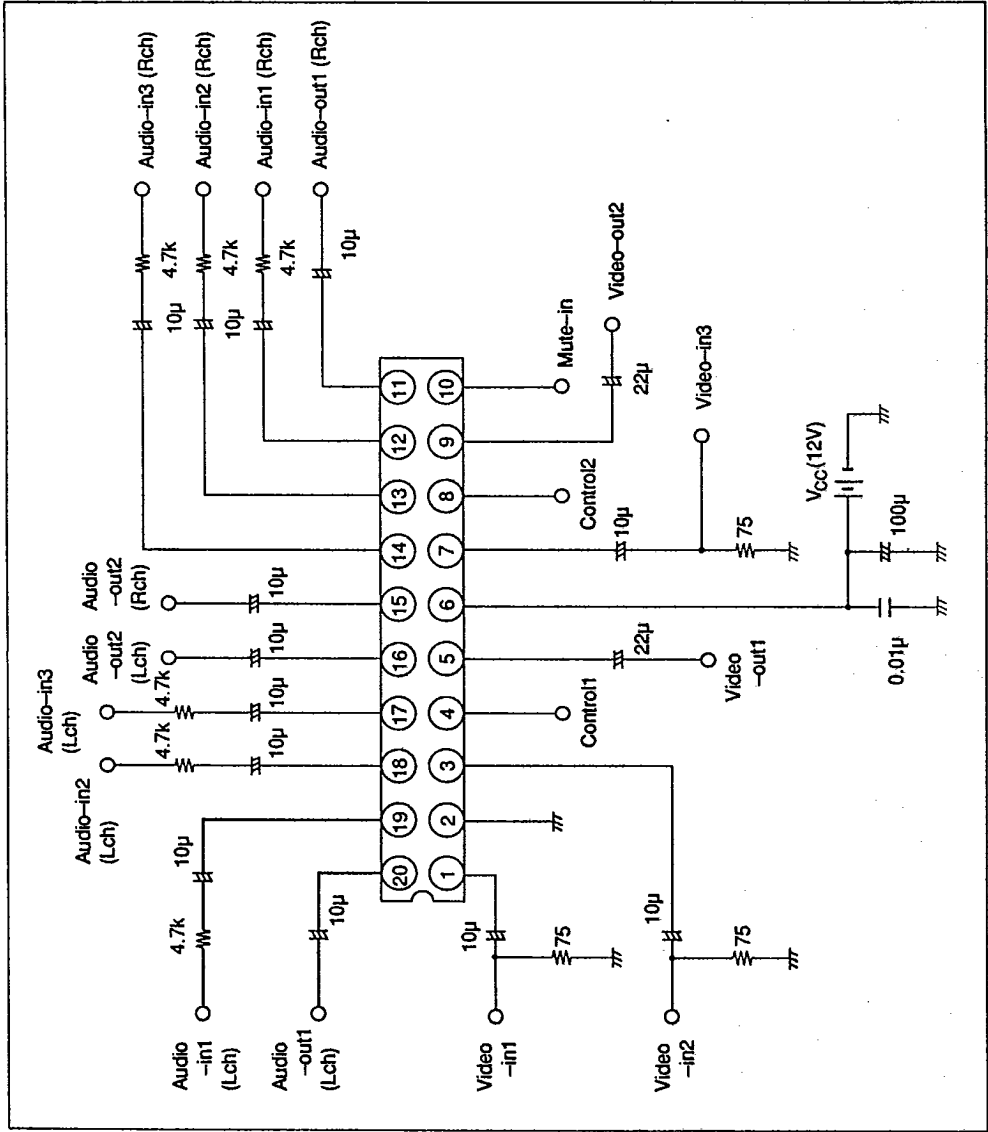 Audio-in3 (Rch)
Audio-in2 (Rch)
Audio-in1 (Rch)
Audio-out1 (Rch)
4.7k
4.7k
4.7k
10μ
10μ
10μ
Audio
-out2
(Rch)
10μ
Audio
-out2
(Lch)
10μ
Audio-in3
(Lch)
4.7k
10μ
Audio-in2
(Lch)
4.7k
10μ
Audio
-in1
(Lch)
4.7k
10μ
Audio
-out1
(Lch)
10μ
20
19
18
17
16
15
14
13
12
11
1
2
3
4
5
6
7
8
9
10
Video
-in1
10μ
75
Video
-in2
10μ
75
Control1
22μ
Video
-out1
0.01μ
100μ
VCC(12V)
10μ
75
Video-in3
Control2
22μ
Video-out2
Mute-in